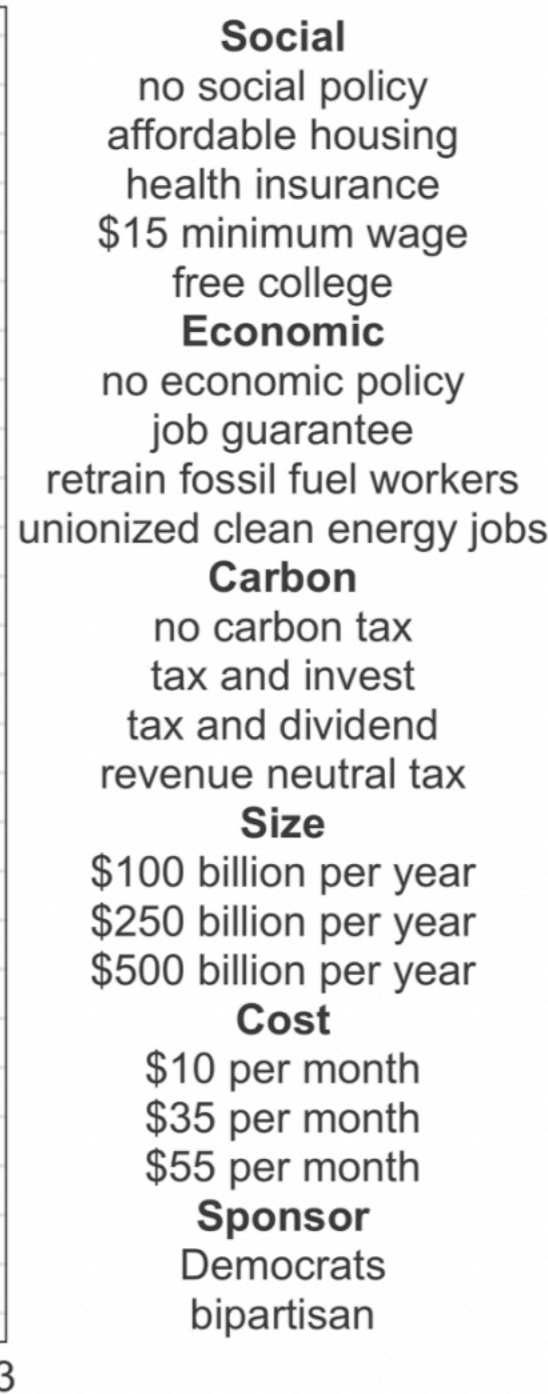 Social
no social policy
affordable housing
health insurance
$15 minimum wage
free college
Economic
no economic policy
job guarantee
retrain fossil fuel workers
unionized clean energy jobs
Carbon
no carbon tax
tax and invest
tax and dividend
revenue neutral tax
Size
$100 billion per year
$250 billion per year
$500 billion per year
Cost
$10 per month
$35 per month
$55 per month
Sponsor
Democrats
bipartisan
3